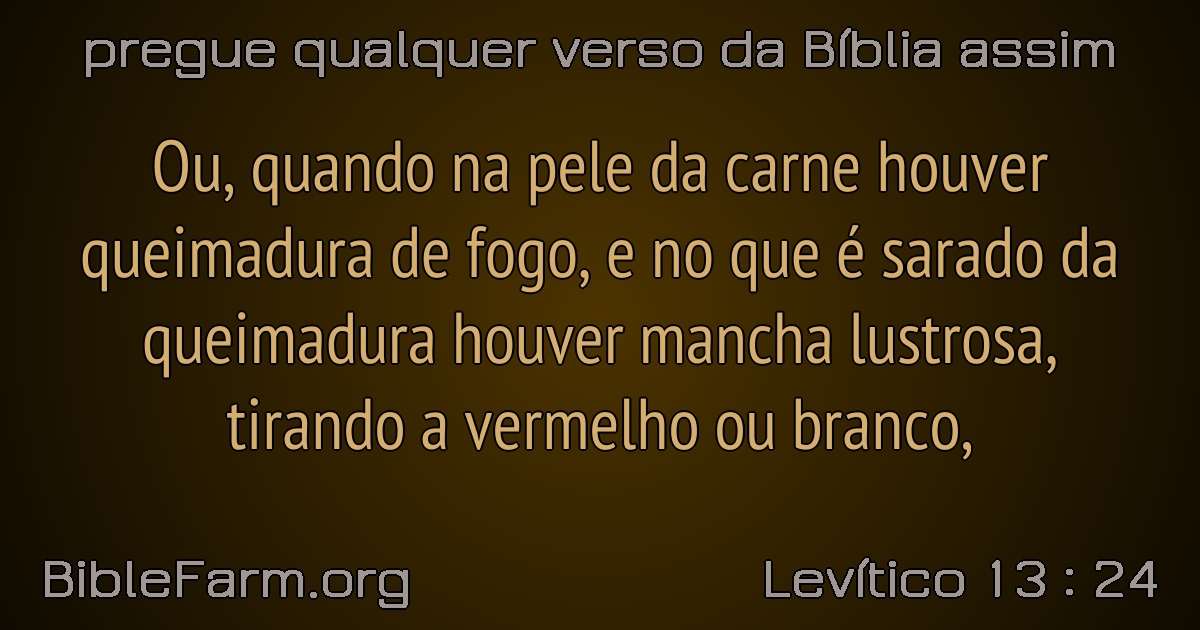 pregue qualquer verso da Bíblia assim
Ou, quando na pele da carne houver
queimadura de fogo, e no que é sarado da
queimadura houver mancha lustrosa,
tirando a vermelho ou branco,
BibleFarm.org
Levítico 13 : 24